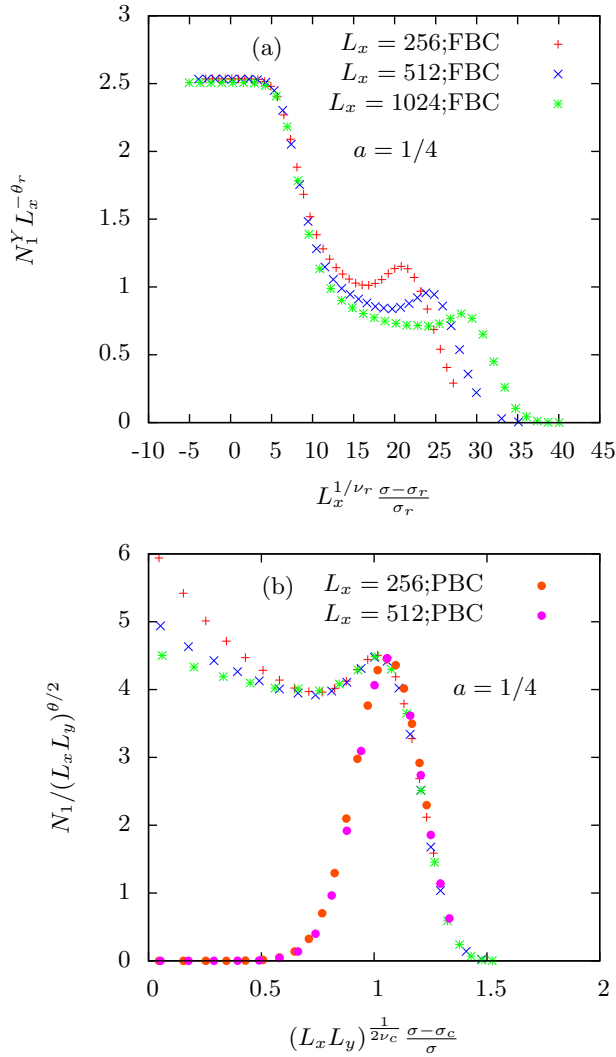 (a)
L_x = 256;FBC
L_x = 512;FBC
L_x = 1024;FBC
a = 1/4
3
2.5
2
1.5
1
0.5
0
N_1^Y L_x^{-θ_r}
-10 -5 0 5 10 15 20 25 30 35 40 45
L_x^{1/ν_r} \frac{σ-σ_r}{σ_r}
(b)
L_x = 256;PBC
L_x = 512;PBC
a = 1/4
6
5
4
3
2
1
0
N_1/(L_x L_y)^{θ/2}
0 0.5 1 1.5 2
(L_x L_y)^{\frac{1}{2ν_c}} \frac{σ-σ_c}{σ}